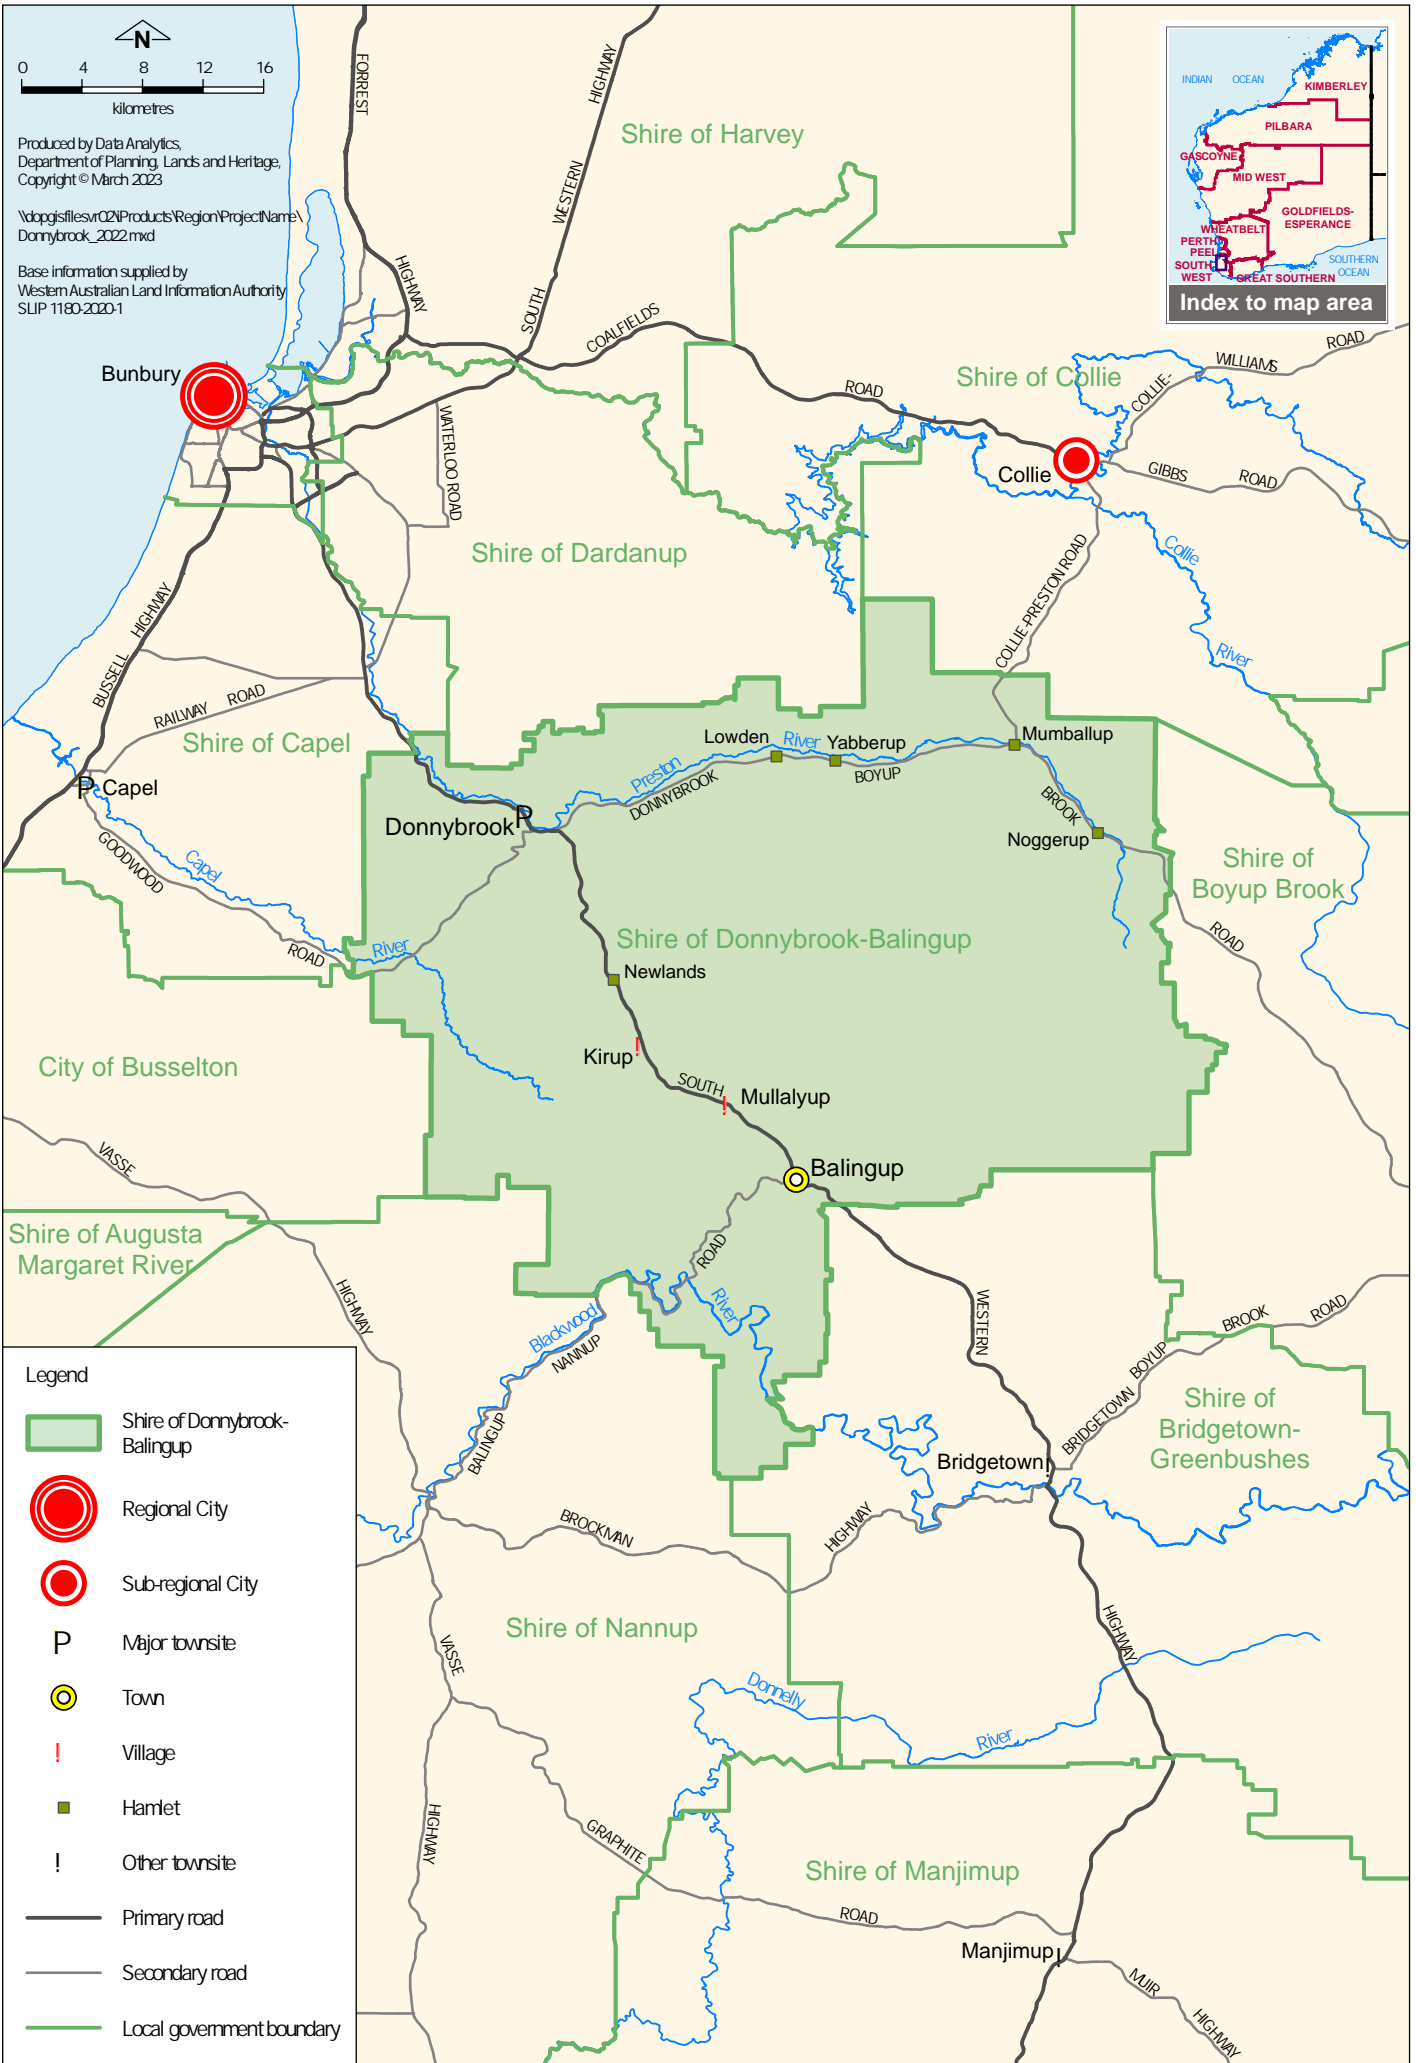 N
0 4 8 12 16
kilometres
Produced by Data Analytics,
Department of Planning, Lands and Heritage,
Copyright © March 2023
\\dopgisfilesvr02\iProducts\Region\ProjectName\
Donnybrook_2022.mxd
Base information supplied by
Western Australian Land Information Authority
SLIP 1180-2020-1
INDIAN OCEAN
KIMBERLEY
PILBARA
GASCOYNE
MID WEST
GOLDFIELDS-
ESPERANCE
WHEATBELT
PERTH
PEEL
SOUTH
WEST
GREAT SOUTHERN
SOUTHERN
OCEAN
Index to map area
FORREST
HIGHWAY
HIGHWAY
WESTERN
SOUTH
Shire of Harvey
COALFIELDS
ROAD
Shire of Collie
COLLIE-
WILLIAMS
ROAD
Bunbury
WATERLOO ROAD
Collie
GIBBS
ROAD
Shire of Dardanup
COLLIE-PRESTON ROAD
Collie
River
BUSSELL
HIGHWAY
RAILWAY
ROAD
Shire of Capel
P
Capel
Lowden
River
Yabberup
Mumballup
Preston
DONNYBROOK
BOYUP
BROOK
P
Donnybrook
Noggerup
Shire of
Boyup Brook
ROAD
GOODWOOD
Capel
ROAD
River
Shire of Donnybrook-Balingup
Newlands
City of Busselton
Kirup
!
SOUTH
!
Mullalyup
Balingup
VASSE
HIGHWAY
Shire of Augusta
Margaret River
ROAD
River
Blackwood
NANNUP
BALINGUP
WESTERN
BROOK
ROAD
BOYUP
BRIDGETOWN
Shire of
Bridgetown-
Greenbushes
Bridgetown
!
BROCKMAN
HIGHWAY
HIGHWAY
Shire of Nannup
VASSE
HIGHWAY
Donnelly
River
GRAPHITE
ROAD
Shire of Manjimup
Manjimup
!
MUIR
HIGHWAY
Legend
Shire of Donnybrook-
Balingup
Regional City
Sub-regional City
P Major townsite
Town
! Village
Hamlet
! Other townsite
Primary road
Secondary road
Local government boundary